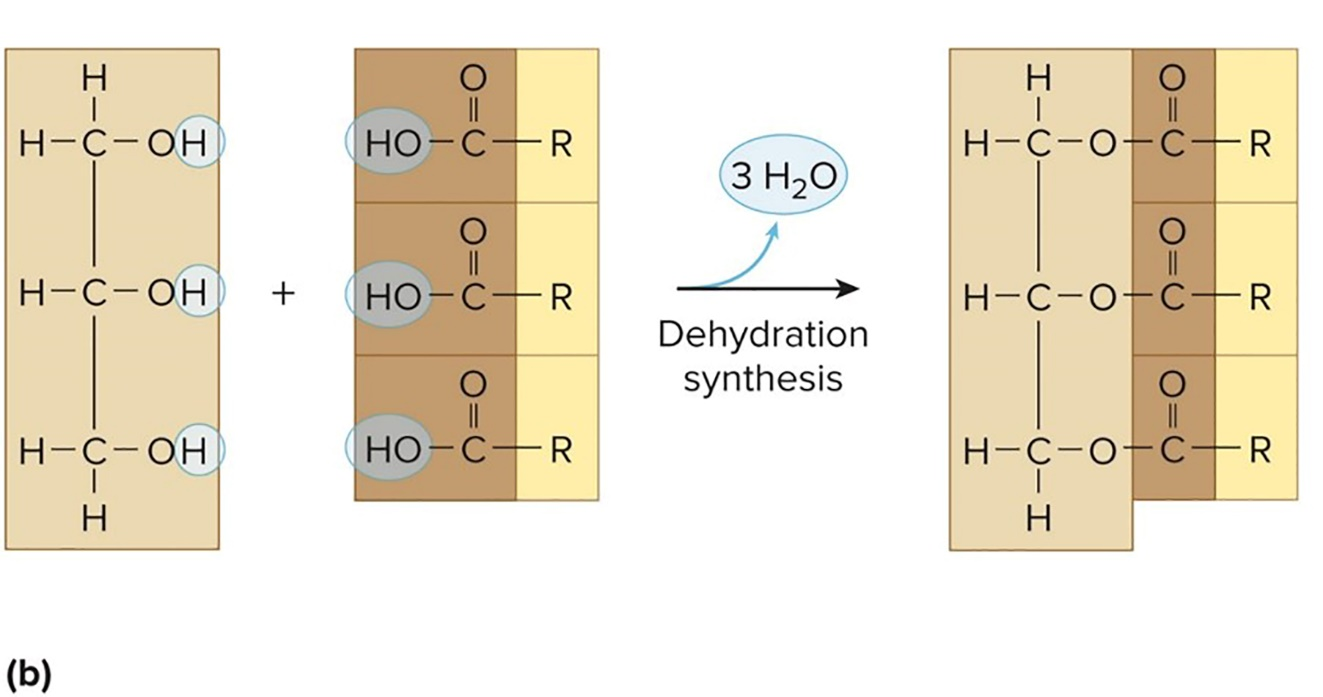 H H
H–C–OH HO–C–R H–C–O–C–R
O O
3 H₂O
H–C–OH + HO–C–R H–C–O–C–R
O O
Dehydration
synthesis
H–C–OH HO–C–R H–C–O–C–R
O O
H H
(b)